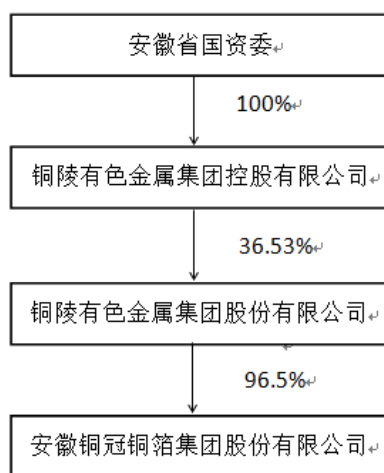 安徽省国资委
100%
铜陵有色金属集团控股有限公司
36.53%
铜陵有色金属集团股份有限公司
96.5%
安徽铜冠铜箔集团股份有限公司